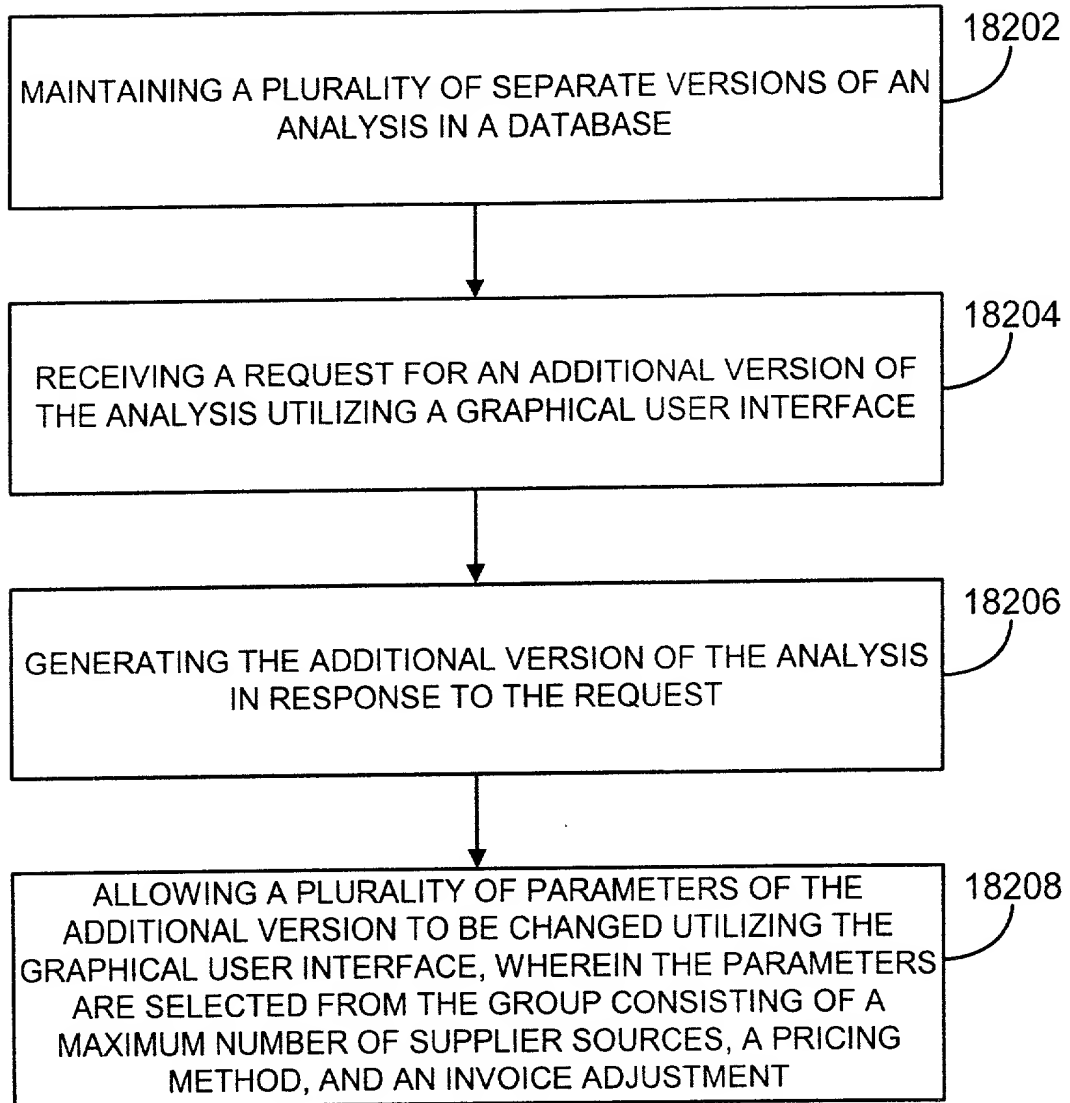 18202
MAINTAINING A PLURALITY OF SEPARATE VERSIONS OF AN
ANALYSIS IN A DATABASE
18204
RECEIVING A REQUEST FOR AN ADDITIONAL VERSION OF
THE ANALYSIS UTILIZING A GRAPHICAL USER INTERFACE
18206
GENERATING THE ADDITIONAL VERSION OF THE ANALYSIS
IN RESPONSE TO THE REQUEST
18208
ALLOWING A PLURALITY OF PARAMETERS OF THE
ADDITIONAL VERSION TO BE CHANGED UTILIZING THE
GRAPHICAL USER INTERFACE, WHEREIN THE PARAMETERS
ARE SELECTED FROM THE GROUP CONSISTING OF A
MAXIMUM NUMBER OF SUPPLIER SOURCES, A PRICING
METHOD, AND AN INVOICE ADJUSTMENT